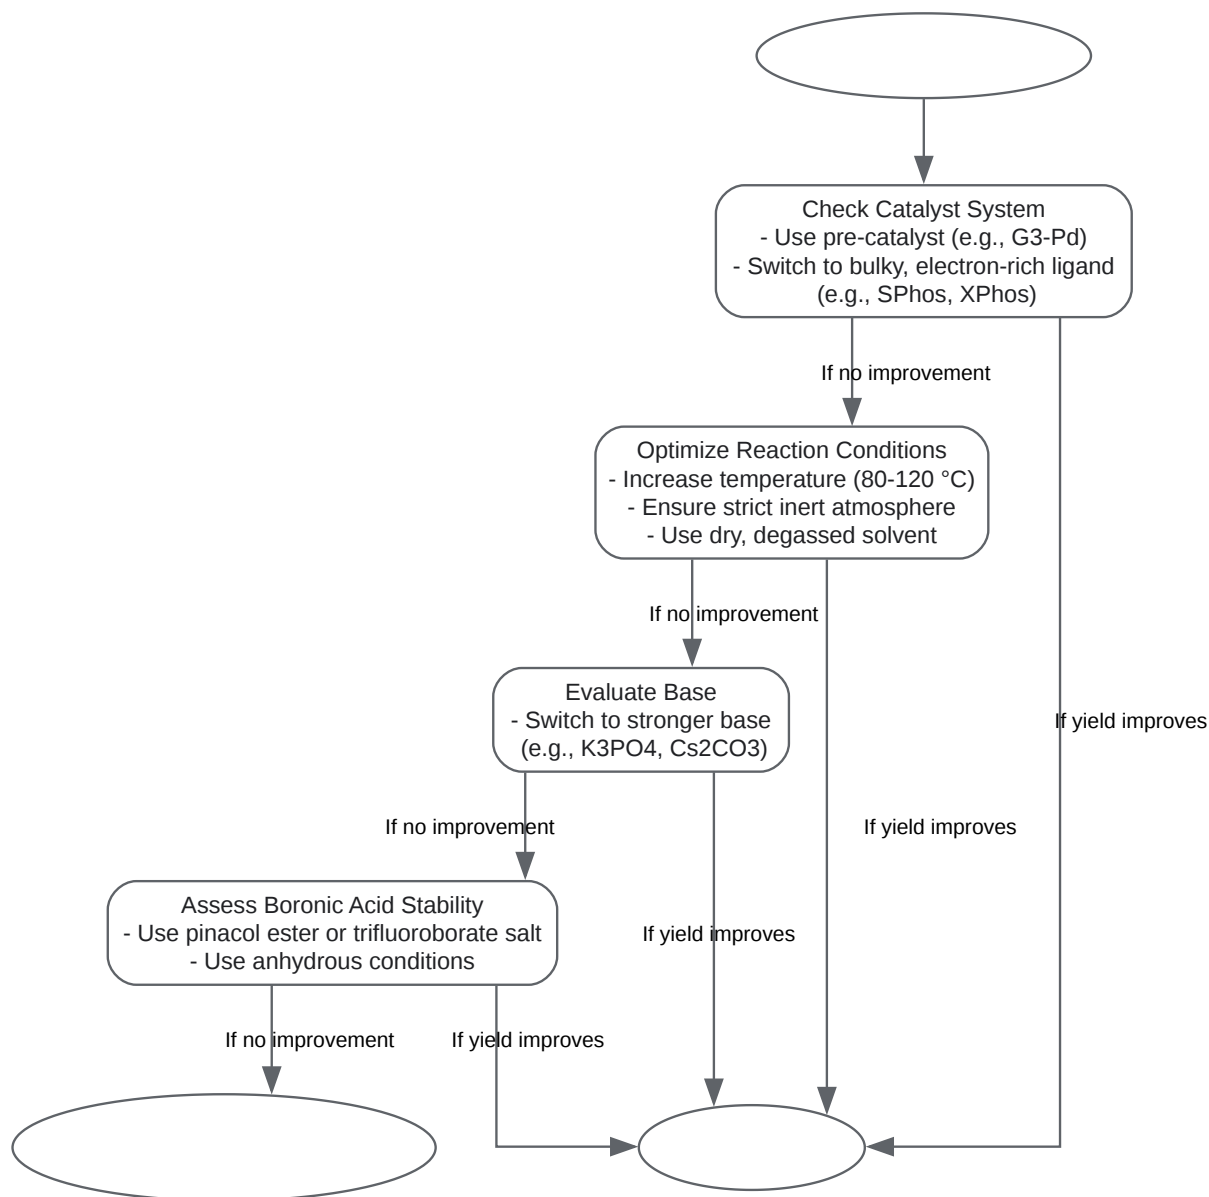 Check Catalyst System
- Use pre-catalyst (e.g., G3-Pd)
- Switch to bulky, electron-rich ligand
(e.g., SPhos, XPhos)
If no improvement
Optimize Reaction Conditions
- Increase temperature (80-120 °C)
- Ensure strict inert atmosphere
- Use dry, degassed solvent
If no improvement
Evaluate Base
- Switch to stronger base
(e.g., K3PO4, Cs2CO3)
If yield improves
If no improvement
If yield improves
Assess Boronic Acid Stability
- Use pinacol ester or trifluoroborate salt
- Use anhydrous conditions
If yield improves
If no improvement
If yield improves